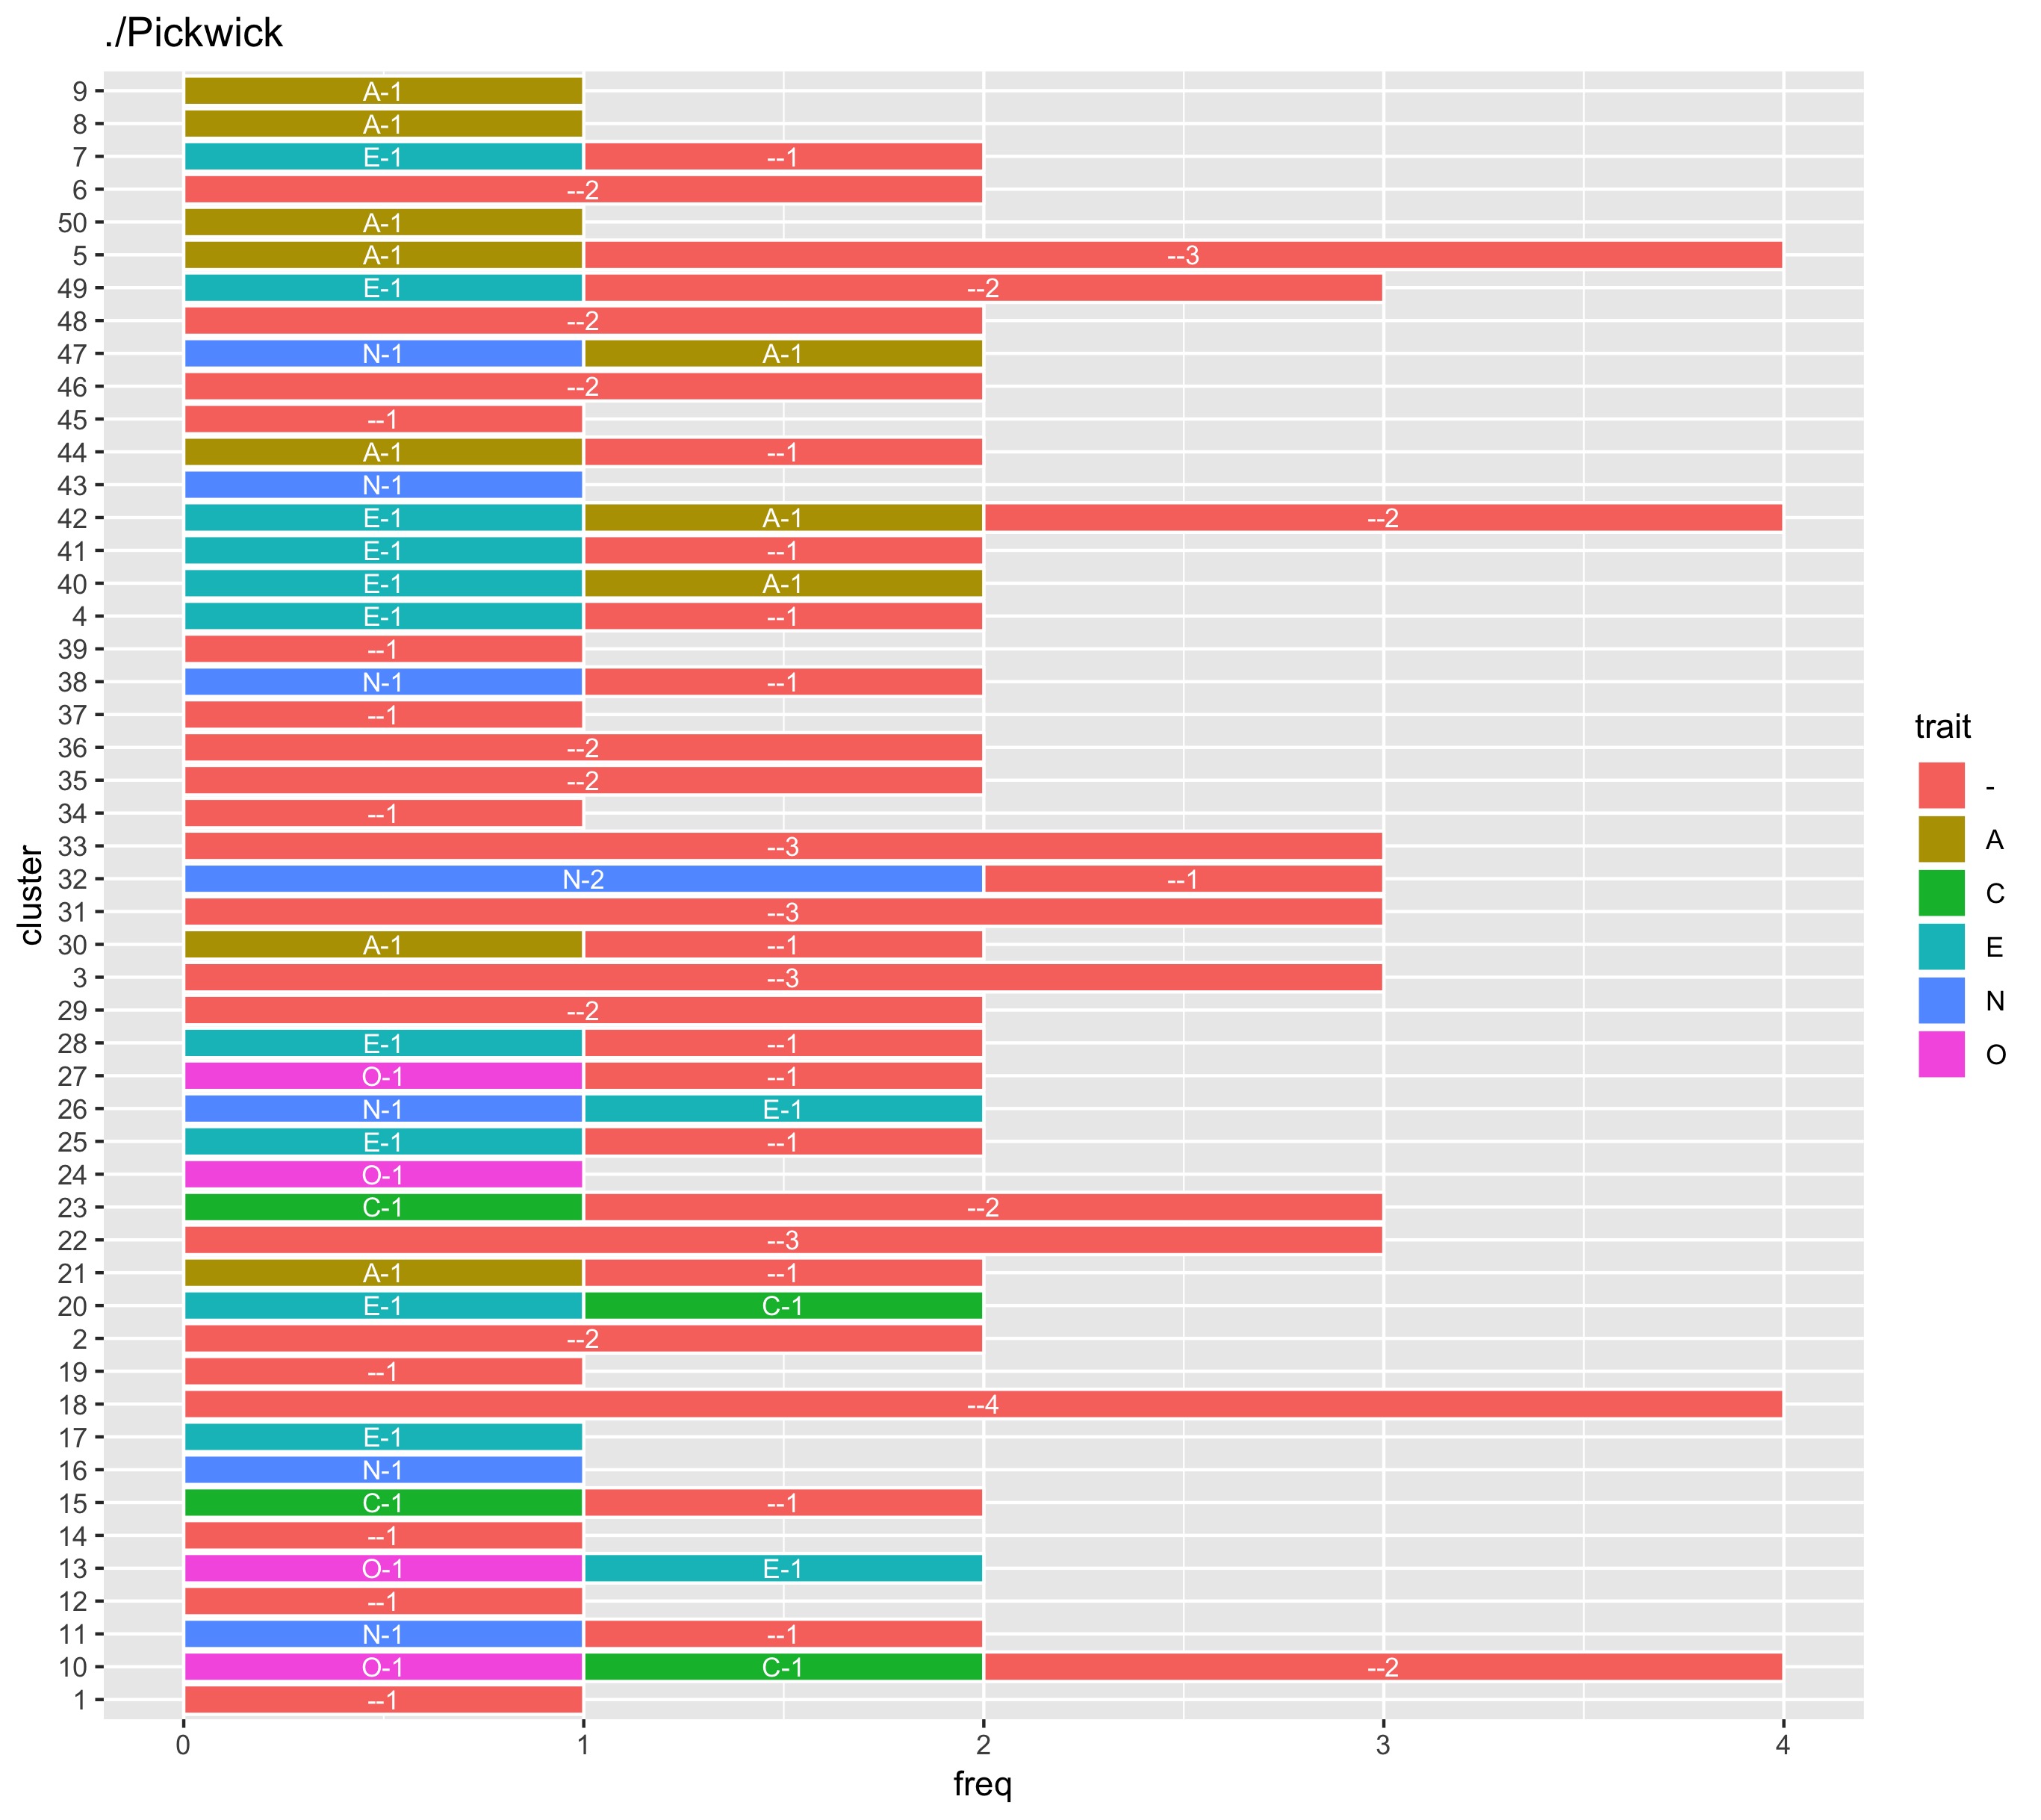 ./Pickwick
9 A-1
8 A-1
7 E-1 --1
6 --2
50 A-1
5 A-1 --3
49 E-1 --2
48 --2
47 N-1 A-1
46 --2
45 --1
44 A-1 --1
43 N-1
42 E-1 A-1 --2
41 E-1 --1
40 E-1 A-1
4 E-1 --1
39 --1
38 N-1 --1
37 --1
36 --2
35 --2
34 --1
33 --3
32 N-2 --1
31 --3
30 A-1 --1
3 --3
29 --2
28 E-1 --1
27 O-1 --1
26 N-1 E-1
25 E-1 --1
24 O-1
23 C-1 --2
22 --3
21 A-1 --1
20 E-1 C-1
2 --2
19 --1
18 --4
17 E-1
16 N-1
15 C-1 --1
14 --1
13 O-1 E-1
12 --1
11 N-1 --1
10 O-1 C-1 --2
1 --1
0 1 2 3 4
freq
cluster
trait
-
A
C
E
N
O